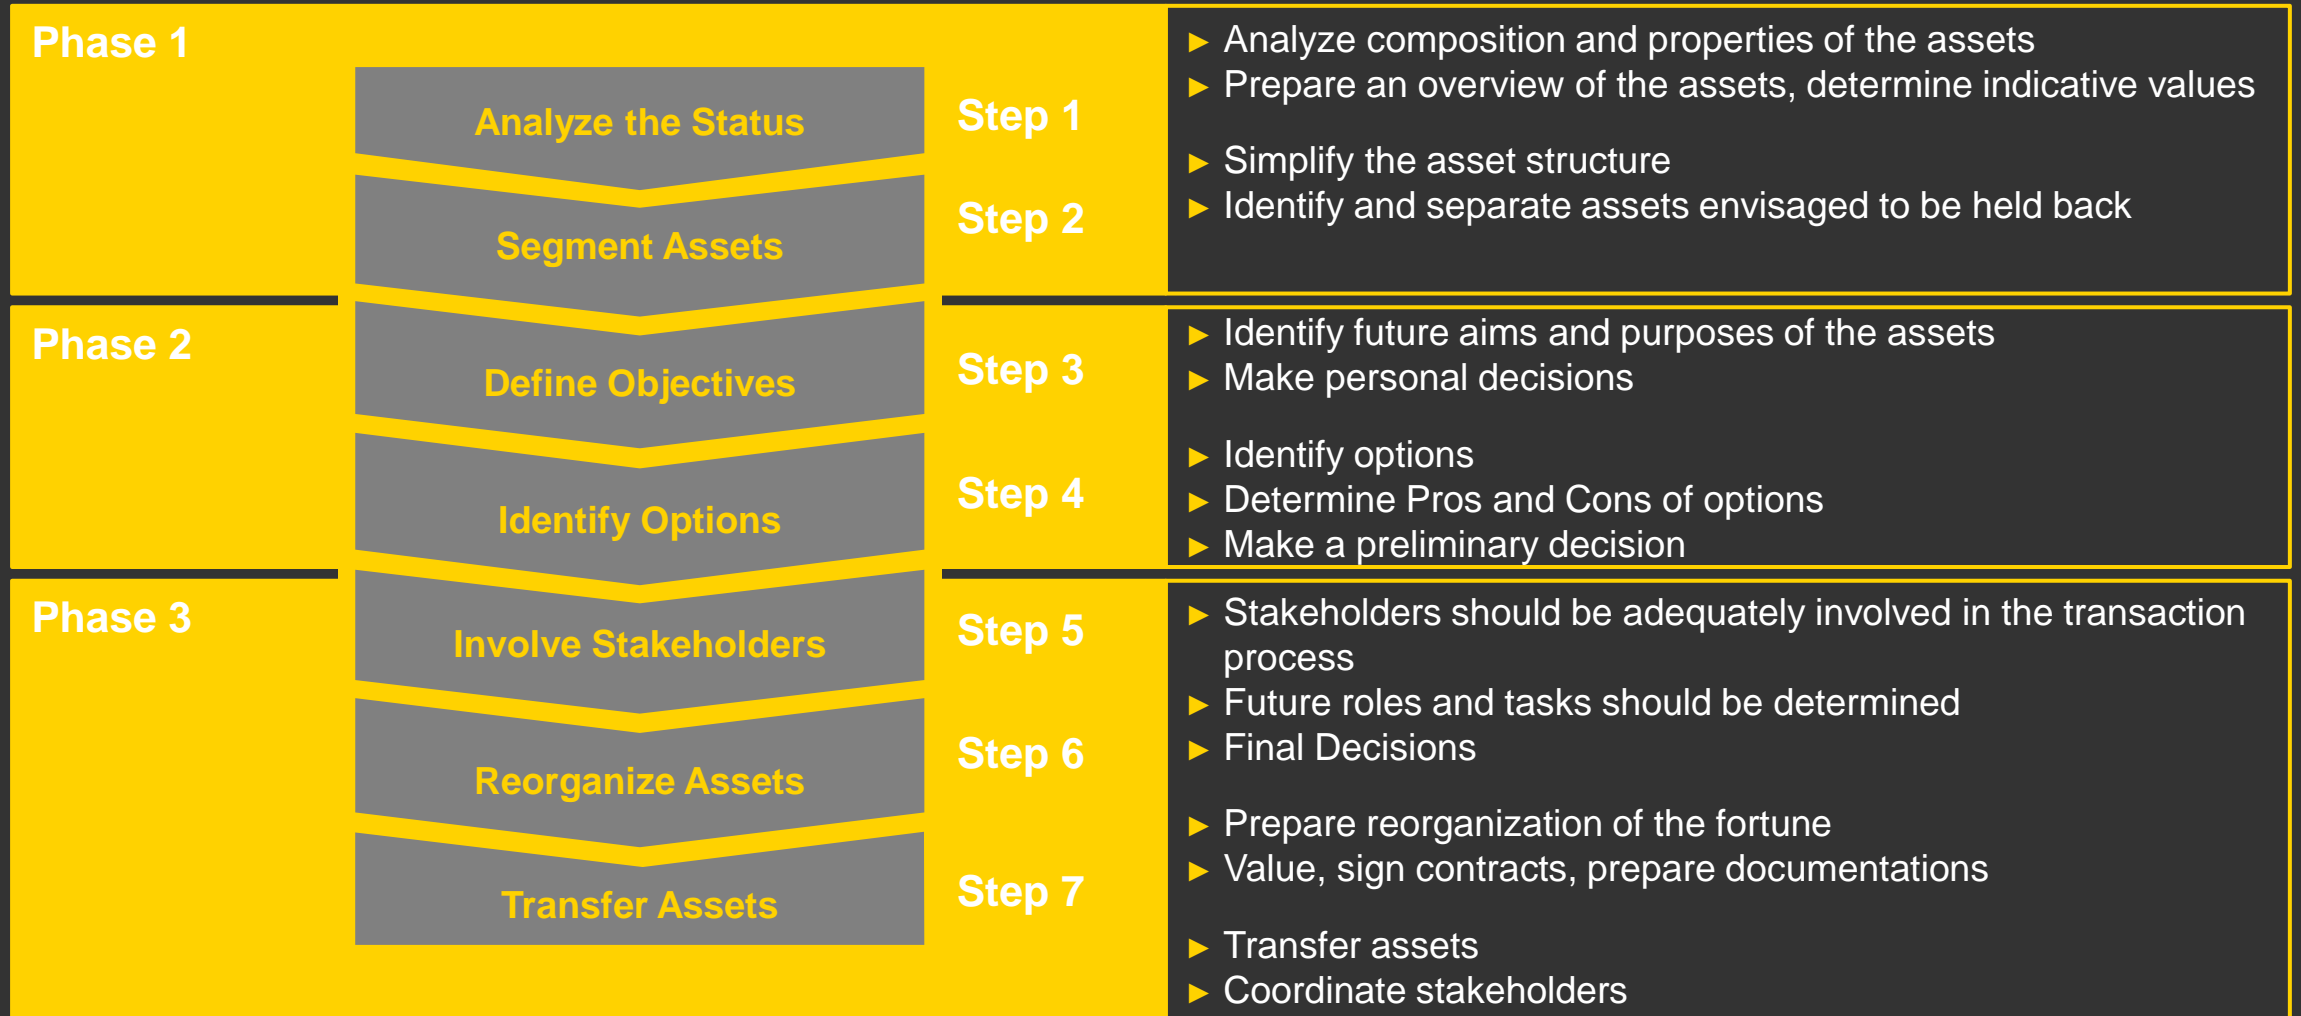 Phase 1
Analyze the Status
Step 1
► Analyze composition and properties of the assets
► Prepare an overview of the assets, determine indicative values
Segment Assets
Step 2
► Simplify the asset structure
► Identify and separate assets envisaged to be held back
Phase 2
Define Objectives
Step 3
► Identify future aims and purposes of the assets
► Make personal decisions
Identify Options
Step 4
► Identify options
► Determine Pros and Cons of options
► Make a preliminary decision
Phase 3
Involve Stakeholders
Step 5
► Stakeholders should be adequately involved in the transaction
process
► Future roles and tasks should be determined
► Final Decisions
Reorganize Assets
Step 6
► Prepare reorganization of the fortune
► Value, sign contracts, prepare documentations
Transfer Assets
Step 7
► Transfer assets
► Coordinate stakeholders